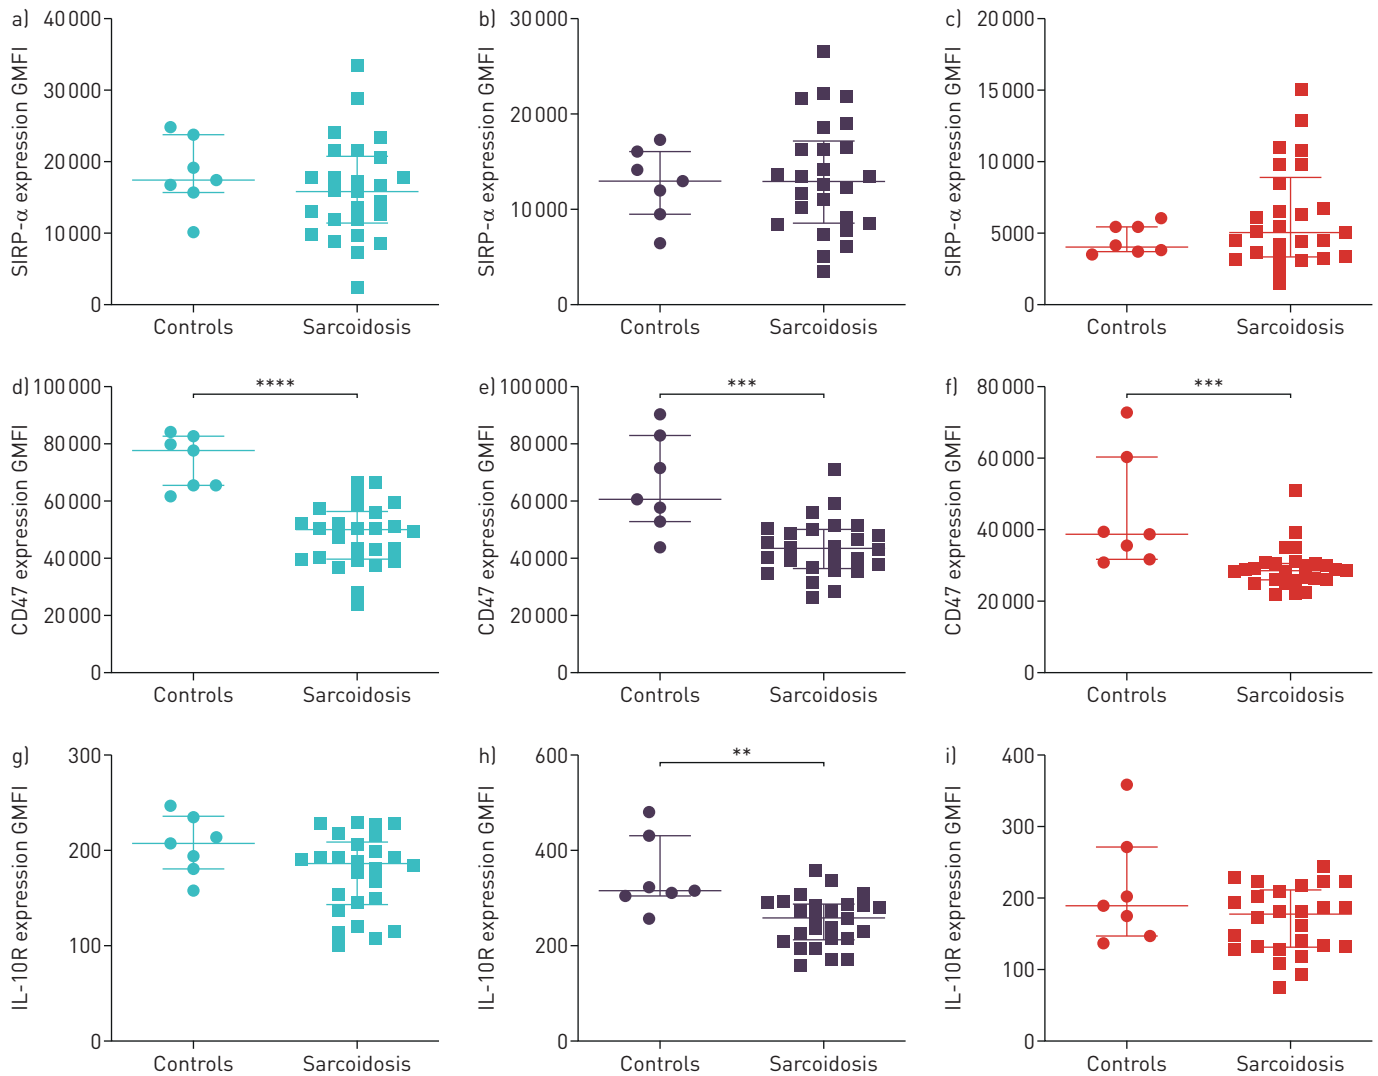 a)
SIRP-α expression GMFI
40 000
30 000
20 000
10 000
0
Controls
Sarcoidosis
b)
SIRP-α expression GMFI
30 000
20 000
10 000
0
Controls
Sarcoidosis
c)
SIRP-α expression GMFI
20 000
15 000
10 000
5000
0
Controls
Sarcoidosis
d)
CD47 expression GMFI
100 000
80 000
60 000
40 000
20 000
0
****
Controls
Sarcoidosis
e)
CD47 expression GMFI
100 000
80 000
60 000
40 000
20 000
0
***
Controls
Sarcoidosis
f)
CD47 expression GMFI
80 000
60 000
40 000
20 000
0
***
Controls
Sarcoidosis
g)
IL-10R expression GMFI
300
200
100
0
Controls
Sarcoidosis
h)
IL-10R expression GMFI
600
400
200
0
**
Controls
Sarcoidosis
i)
IL-10R expression GMFI
400
300
200
100
0
Controls
Sarcoidosis